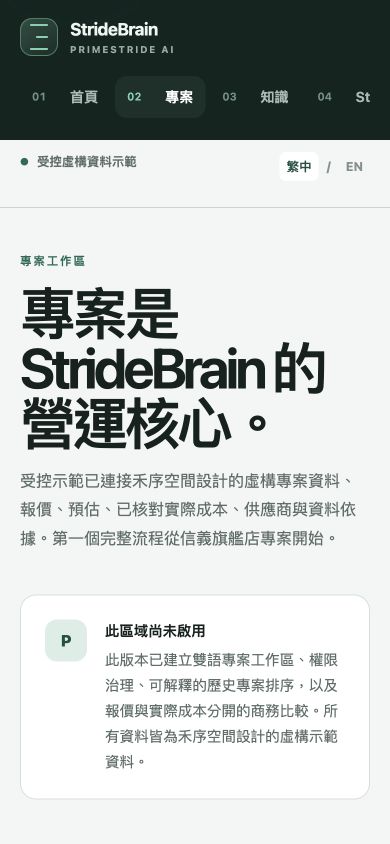 StrideBrain
PRIMESTRIDE AI
01 首頁 02 專案 03 知識 04 St
受控虛構資料示範
繁中 / EN
專案工作區
專案是
StrideBrain 的
營運核心。
受控示範已連接禾序空間設計的虛構專案資料、
報價、預估、已核對實際成本、供應商與資料依
據。第一個完整流程從信義旗艦店專案開始。
P
此區域尚未啟用
此版本已建立雙語專案工作區、權限
治理、可解釋的歷史專案排序，以及
報價與實際成本分開的商務比較。所
有資料皆為禾序空間設計的虛構示範
資料。